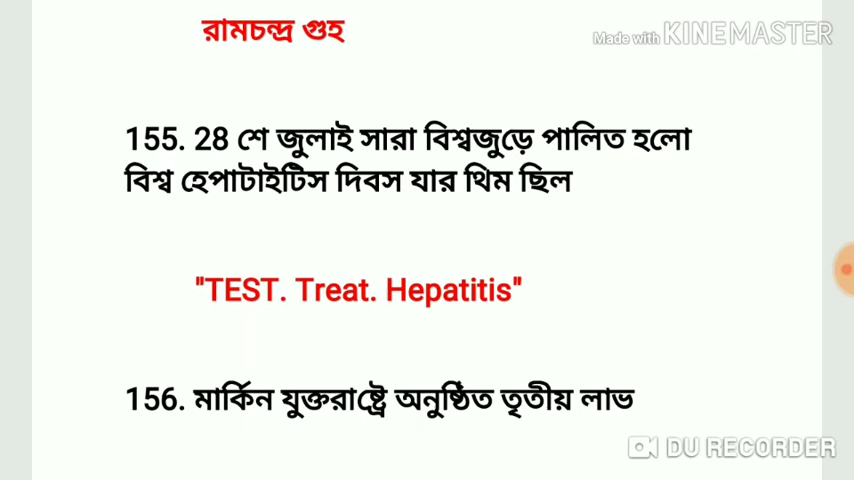 রামচন্দ্র গুহ
Made with KINEMASTER
155. 28 শে জুলাই সারা বিশ্বজুড়ে পালিত হলো
বিশ্ব হেপাটাইটিস দিবস যার থিম ছিল
"TEST. Treat. Hepatitis"
156. মার্কিন যুক্তরাষ্ট্রে অনুষ্ঠিত তৃতীয় লাভ
DU RECORDER